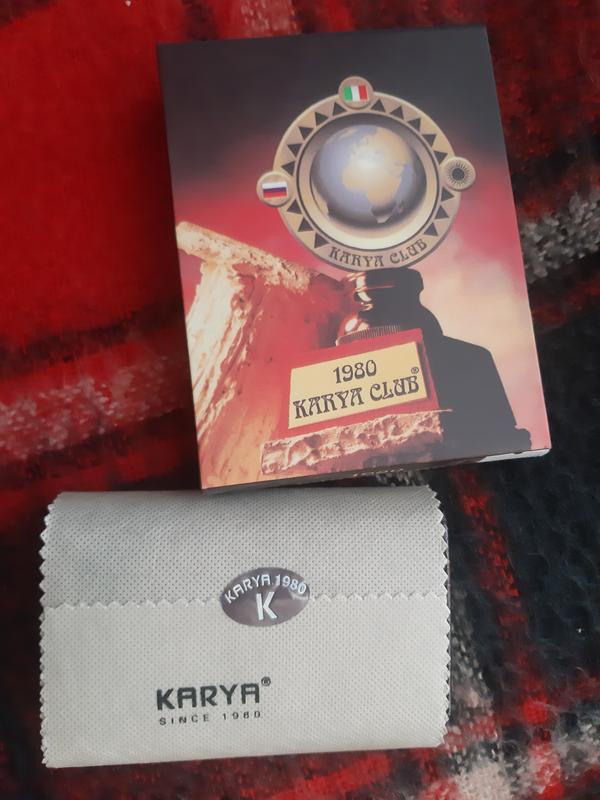 KARYA CLUB
1980
KARYA CLUB®
KARYA 1980
K
KARYA®
SINCE 1980